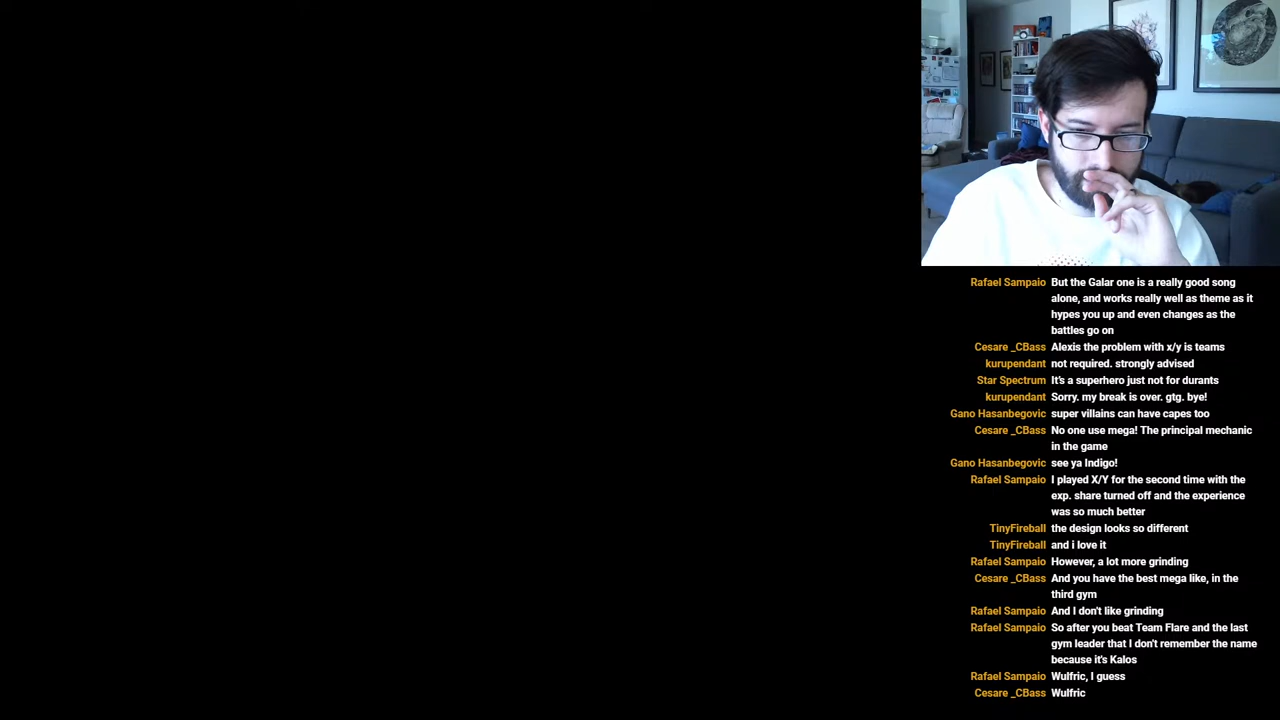 Rafael Sampaio But the Galar one is a really good song
alone, and works really well as theme as it
hypes you up and even changes as the
battles go on
Cesare _CBass Alexis the problem with x/y is teams
kurupendant not required. strongly advised
Star Spectrum It's a superhero just not for durants
kurupendant Sorry. my break is over. gtg. bye!
Gano Hasanbegovic super villains can have capes too
Cesare _CBass No one use mega! The principal mechanic
in the game
Gano Hasanbegovic see ya Indigo!
Rafael Sampaio I played X/Y for the second time with the
exp. share turned off and the experience
was so much better
TinyFireball the design looks so different
TinyFireball and i love it
Rafael Sampaio However, a lot more grinding
Cesare _CBass And you have the best mega like, in the
third gym
Rafael Sampaio And I don't like grinding
Rafael Sampaio So after you beat Team Flare and the last
gym leader that I don't remember the name
because it's Kalos
Rafael Sampaio Wulfric, I guess
Cesare _CBass Wulfric